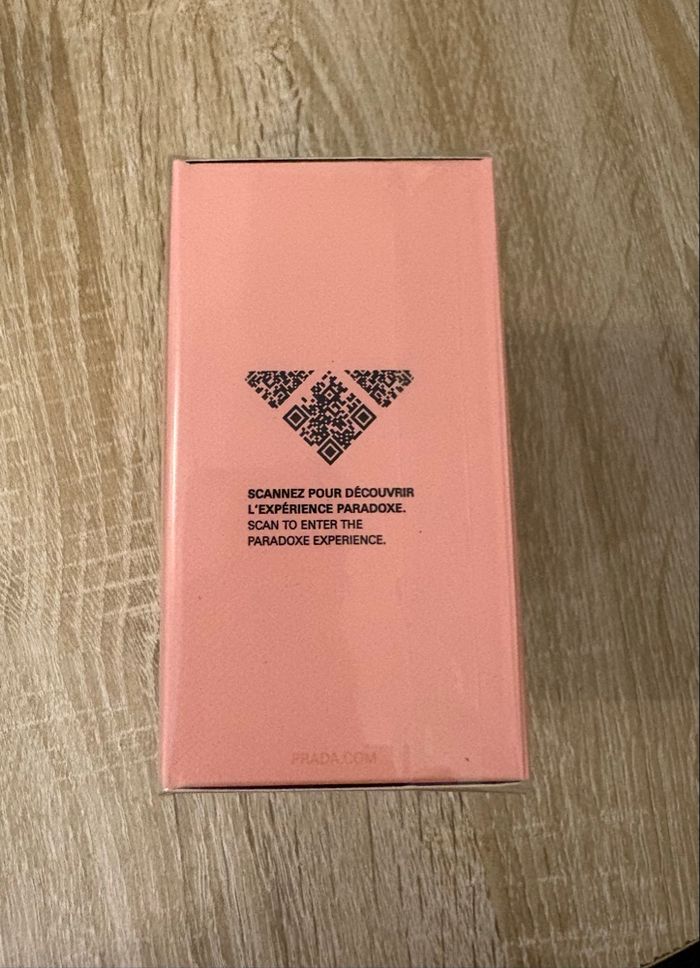 SCANNEZ POUR DÉCOUVRIR
L'EXPÉRIENCE PARADOXE.
SCAN TO ENTER THE
PARADOXE EXPERIENCE.
PRADA.COM